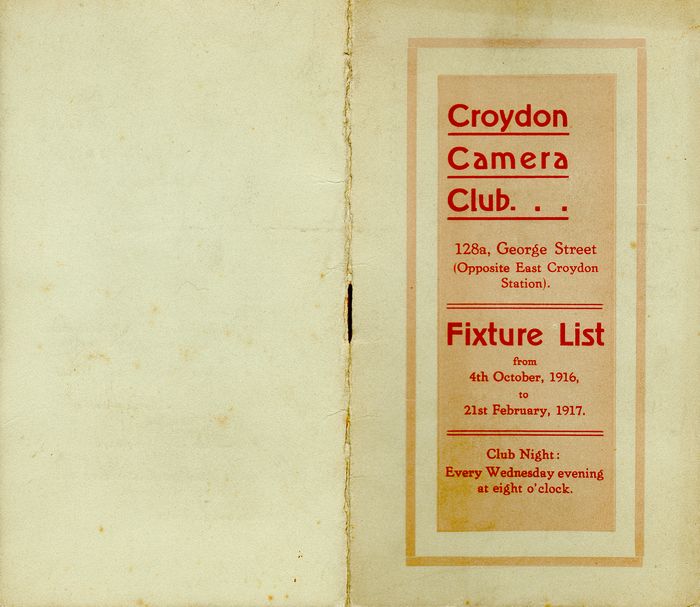 Croydon
Camera
Club. . .
128a, George Street
(Opposite East Croydon
Station).
Fixture List
from
4th October, 1916,
to
21st February, 1917.
Club Night:
Every Wednesday evening
at eight o'clock.